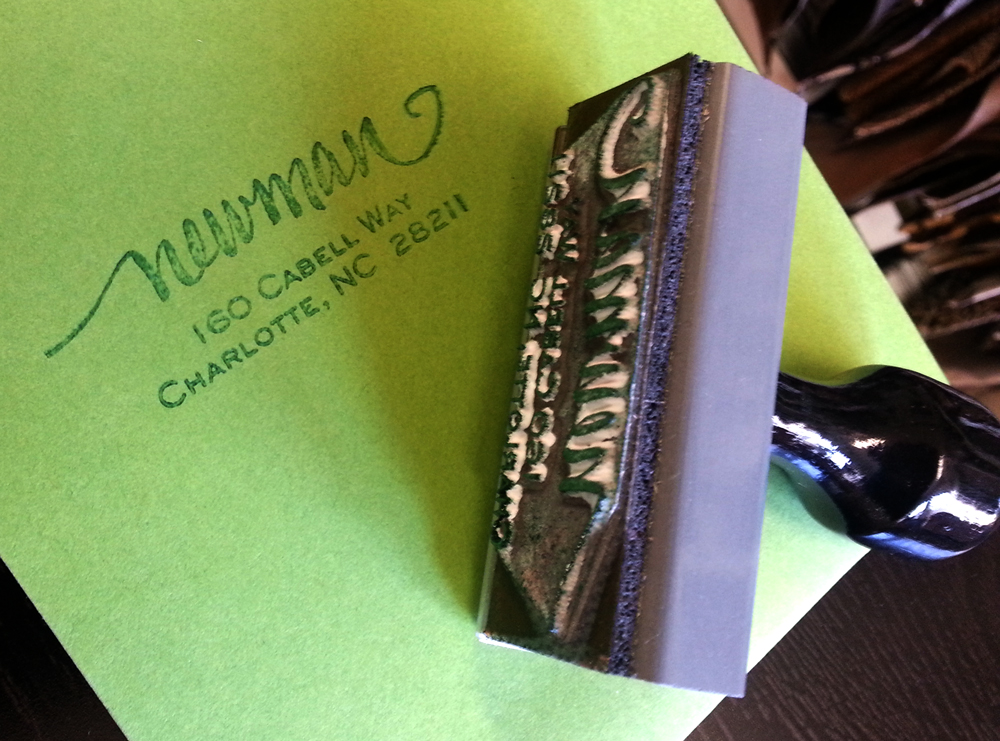 newman
160 Cabell Way
Charlotte, NC 28211